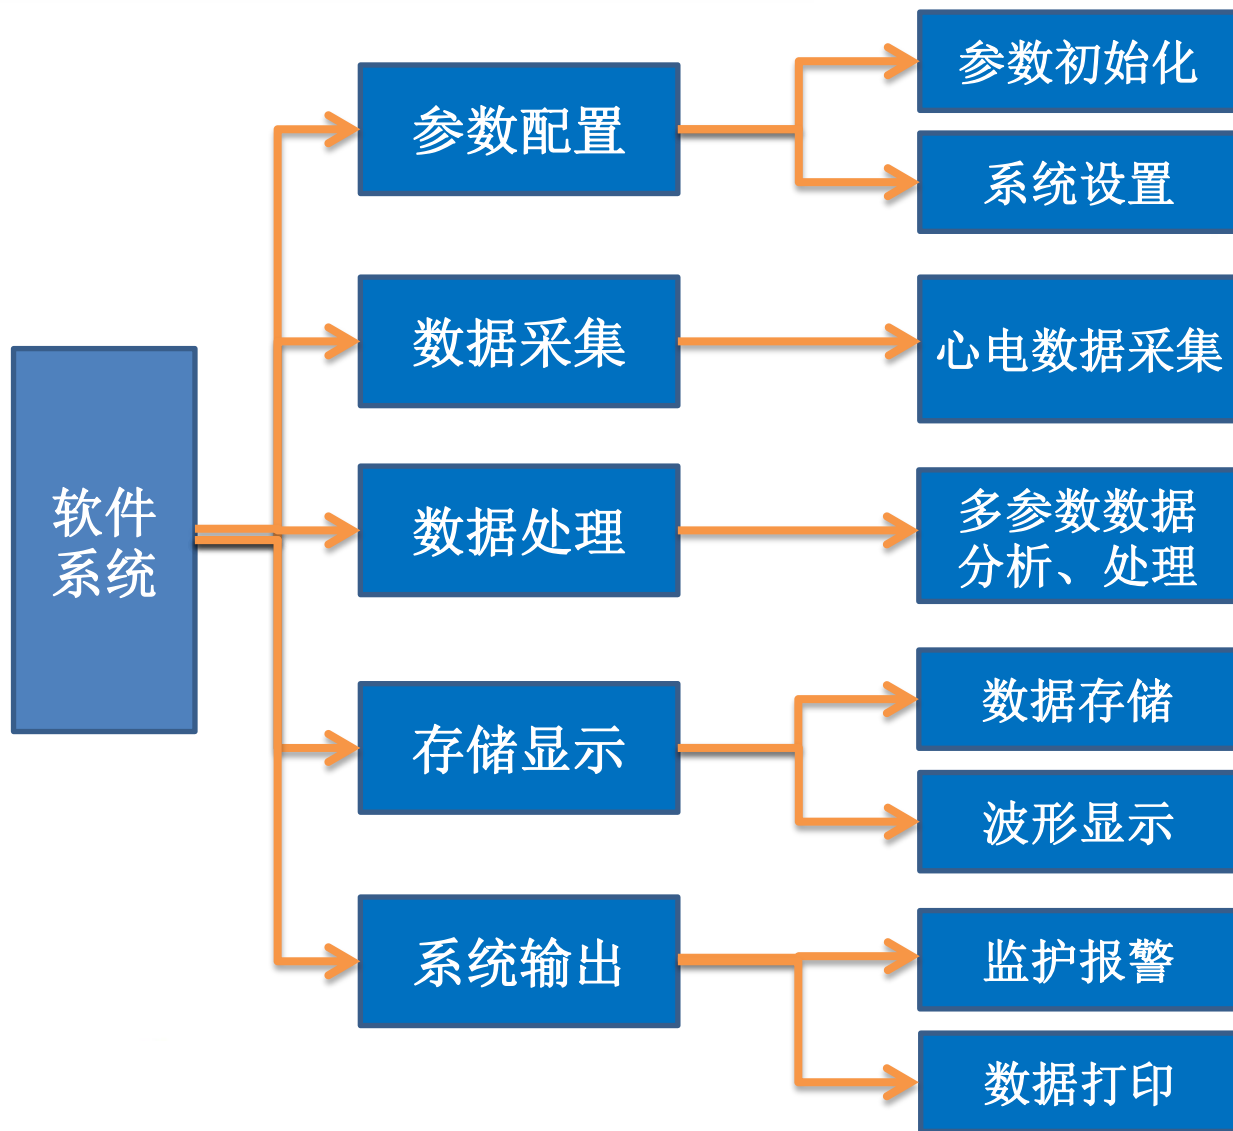 软件
系统
参数配置
参数初始化
系统设置
数据采集
心电数据采集
数据处理
多参数数据
分析、处理
存储显示
数据存储
波形显示
系统输出
监护报警
数据打印